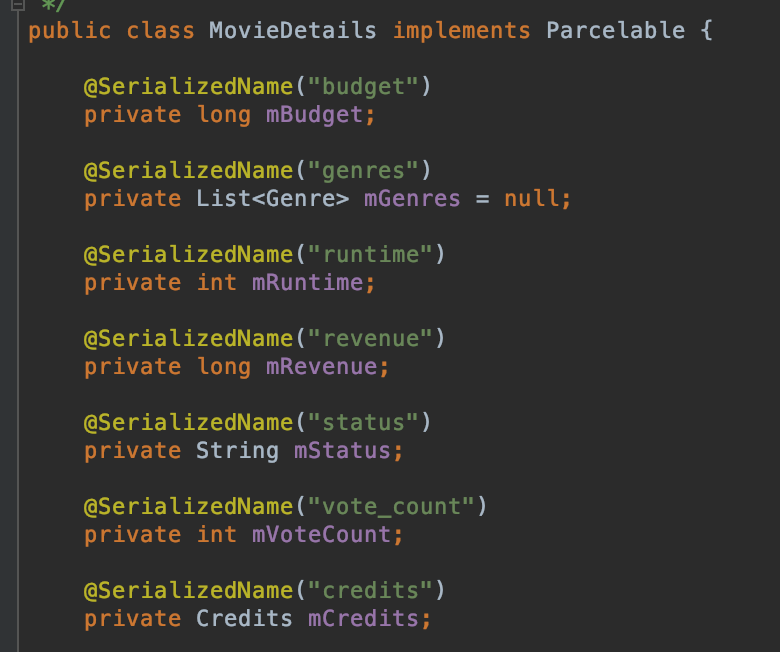 */
public class MovieDetails implements Parcelable {
@SerializedName("budget")
private long mBudget;
@SerializedName("genres")
private List<Genre> mGenres = null;
@SerializedName("runtime")
private int mRuntime;
@SerializedName("revenue")
private long mRevenue;
@SerializedName("status")
private String mStatus;
@SerializedName("vote_count")
private int mVoteCount;
@SerializedName("credits")
private Credits mCredits;